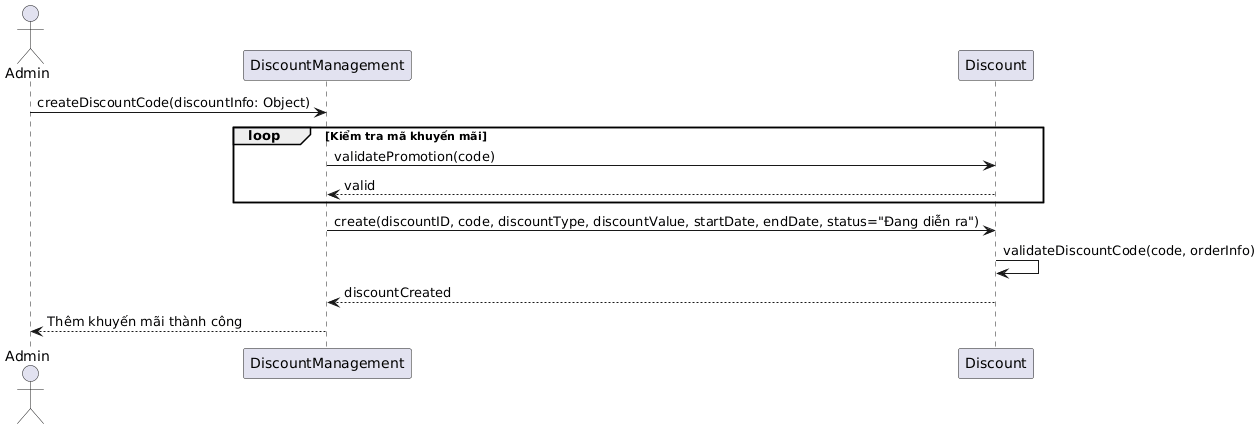 Admin
DiscountManagement
Discount
createDiscountCode(discountInfo: Object)
loop
[Kiểm tra mã khuyến mãi]
validatePromotion(code)
valid
create(discountID, code, discountType, discountValue, startDate, endDate, status="Đang diễn ra")
validateDiscountCode(code, orderInfo)
discountCreated
Thêm khuyến mãi thành công
Admin
DiscountManagement
Discount